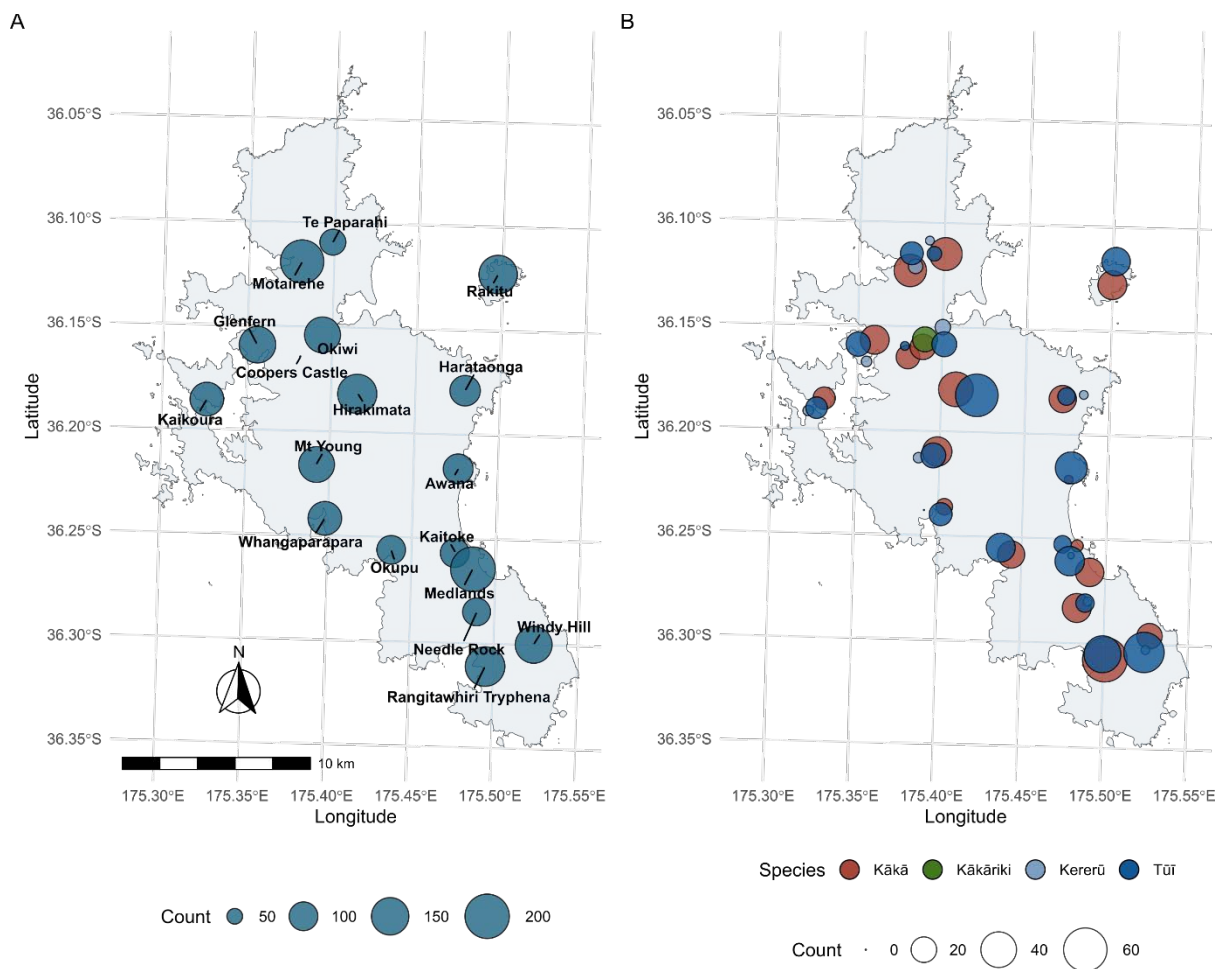 A
36.05°S
36.10°S
36.15°S
36.20°S
36.25°S
36.30°S
36.35°S
Latitude
Te Paparahi
Motairehe
Rakitu
Glenfern
Okiwi
Coopers Castle
Harataonga
Kaikoura
Hirakimata
Mt Young
Awana
Whangaparapara
Kaitoke
Okupu
Medlands
Windy Hill
Needle Rock
Rangitawhiri Tryphena
N
10 km
175.30°E 175.35°E 175.40°E 175.45°E 175.50°E 175.55°E
Longitude
Count 50 100 150 200
B
36.05°S
36.10°S
36.15°S
36.20°S
36.25°S
36.30°S
36.35°S
Latitude
175.30°E 175.35°E 175.40°E 175.45°E 175.50°E 175.55°E
Longitude
Species Kākā Kākāriki Kererū Tūī
Count 0 20 40 60